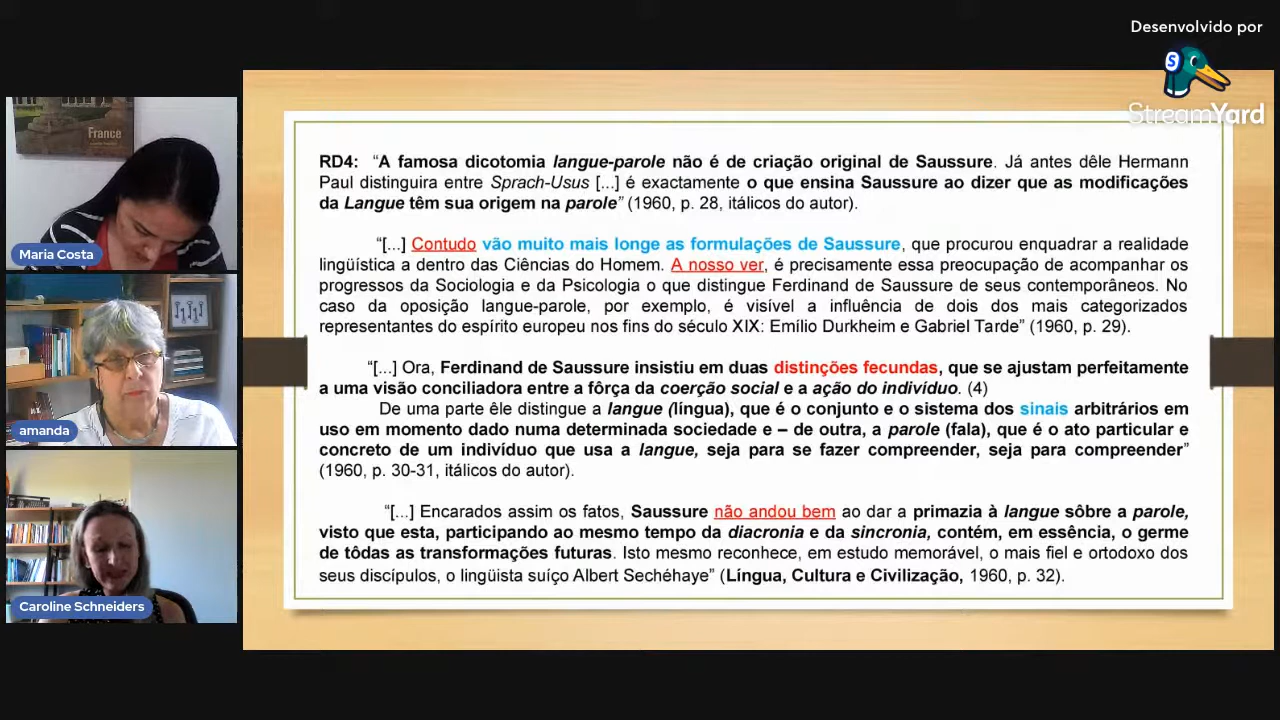 Desenvolvido por
StreamYard
France
Maria Costa
amanda
Caroline Schneiders
RD4: “A famosa dicotomia langue-parole não é de criação original de Saussure. Já antes dêle Hermann
Paul distinguira entre Sprach-Usus [...] é exactamente o que ensina Saussure ao dizer que as modificações
da Langue têm sua origem na parole” (1960, p. 28, itálicos do autor).
“[...] Contudo vão muito mais longe as formulações de Saussure, que procurou enquadrar a realidade
lingüística a dentro das Ciências do Homem. A nosso ver, é precisamente essa preocupação de acompanhar os
progressos da Sociologia e da Psicologia o que distingue Ferdinand de Saussure de seus contemporâneos. No
caso da oposição langue-parole, por exemplo, é visível a influência de dois dos mais categorizados
representantes do espírito europeu nos fins do século XIX: Emílio Durkheim e Gabriel Tarde” (1960, p. 29).
“[...] Ora, Ferdinand de Saussure insistiu em duas distinções fecundas, que se ajustam perfeitamente
a uma visão conciliadora entre a fôrça da coerção social e a ação do indivíduo. (4)
De uma parte êle distingue a langue (língua), que é o conjunto e o sistema dos sinais arbitrários em
uso em momento dado numa determinada sociedade e – de outra, a parole (fala), que é o ato particular e
concreto de um indivíduo que usa a langue, seja para se fazer compreender, seja para compreender”
(1960, p. 30-31, itálicos do autor).
“[...] Encarados assim os fatos, Saussure não andou bem ao dar a primazia à langue sôbre a parole,
visto que esta, participando ao mesmo tempo da diacronia e da sincronia, contém, em essência, o germe
de tôdas as transformações futuras. Isto mesmo reconhece, em estudo memorável, o mais fiel e ortodoxo dos
seus discípulos, o lingüista suíço Albert Sechéhaye” (Língua, Cultura e Civilização, 1960, p. 32).